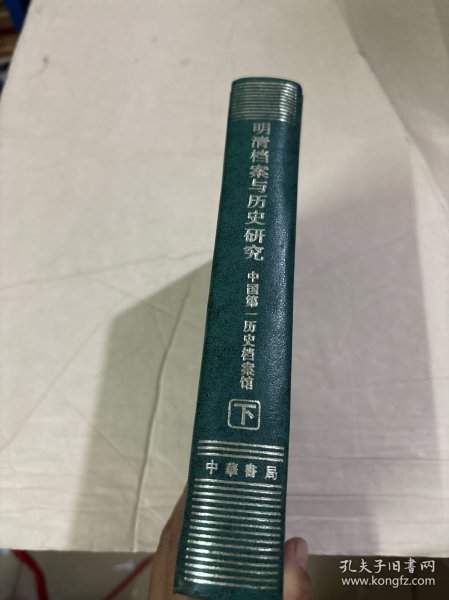 明清档案与历史研究
中国第一历史档案馆
下
中華書局
孔夫子旧书网
www.kongfz.com